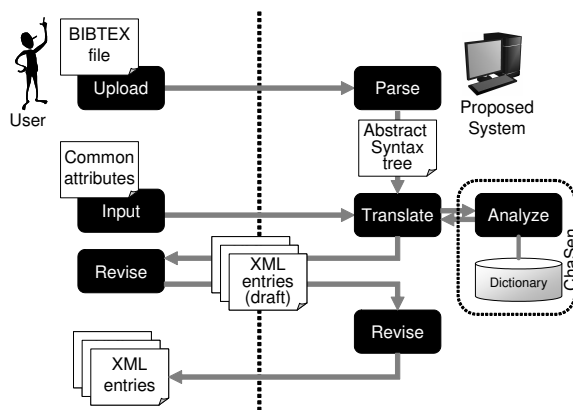 BIBTEX
file
Upload
User
Parse
Proposed
System
Abstract
Syntax
tree
Common
attributes
Input
Translate
Analyze
ChaSen
Dictionary
Revise
XML
entries
(draft)
Revise
XML
entries